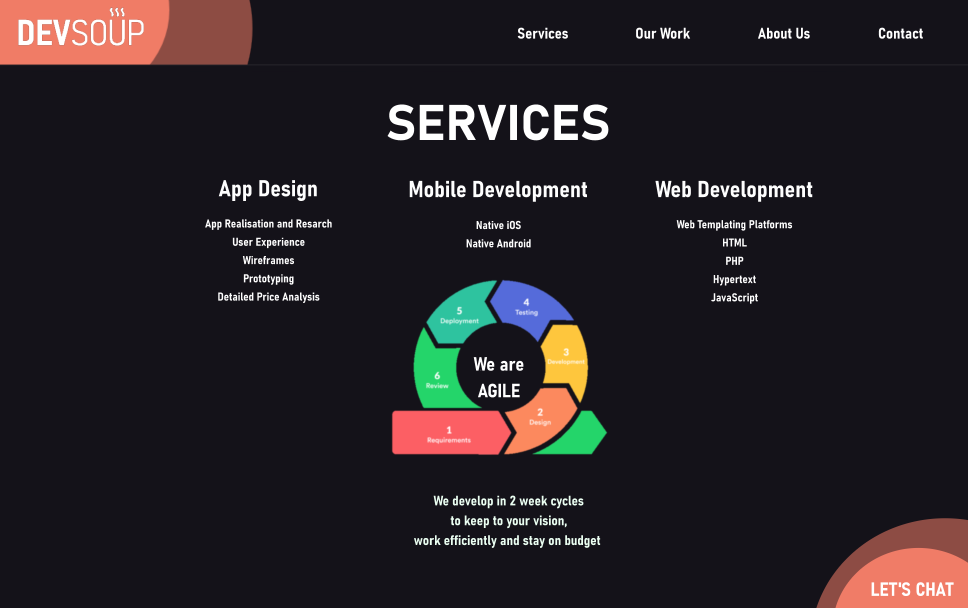 DEVSOUP
Services
Our Work
About Us
Contact
SERVICES
App Design
App Realisation and Resarch
User Experience
Wireframes
Prototyping
Detailed Price Analysis
Mobile Development
Native iOS
Native Android
Web Development
Web Templating Platforms
HTML
PHP
Hypertext
JavaScript
5
Deployment
4
Testing
3
Development
6
Review
We are
AGILE
2
Design
1
Requirements
We develop in 2 week cycles
to keep to your vision,
work efficiently and stay on budget
LET'S CHAT